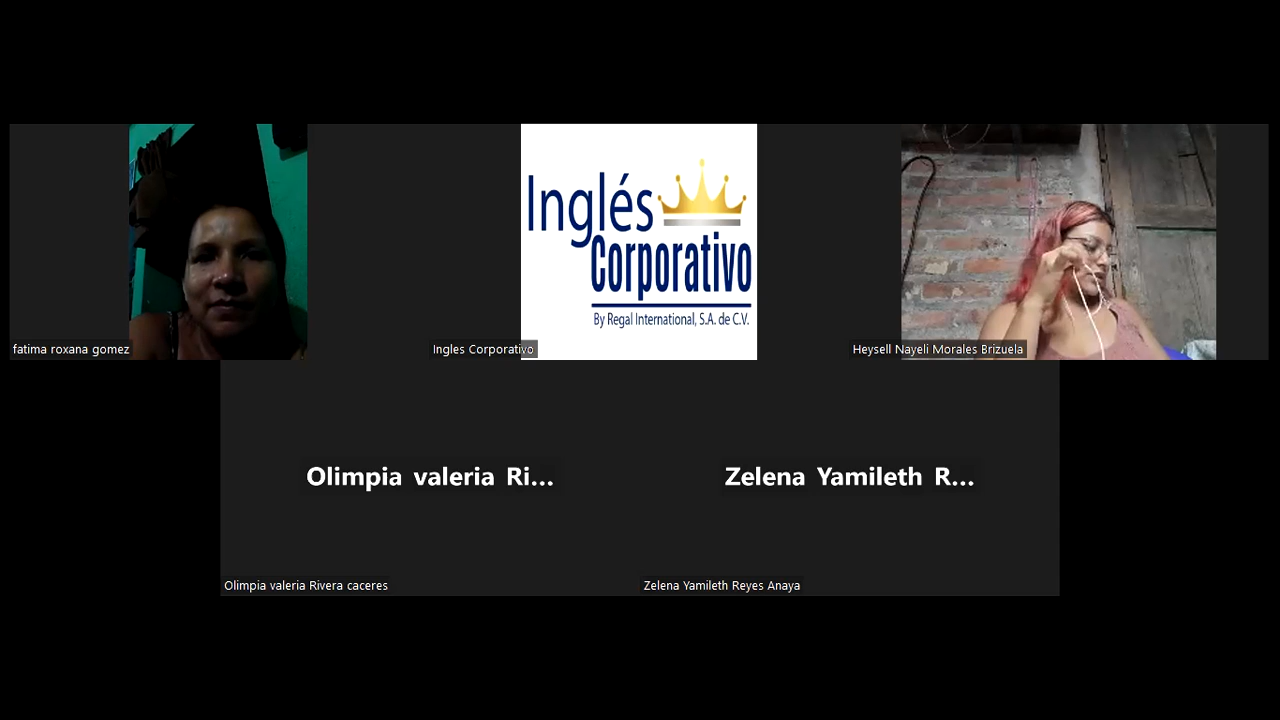 Inglés
Corporativo
By Regal International, S.A. de C.V.
fatima roxana gomez
Ingles Corporativo
Heysell Nayeli Morales Brizuela
Olimpia valeria Ri...
Zelena Yamileth R...
Olimpia valeria Rivera caceres
Zelena Yamileth Reyes Anaya